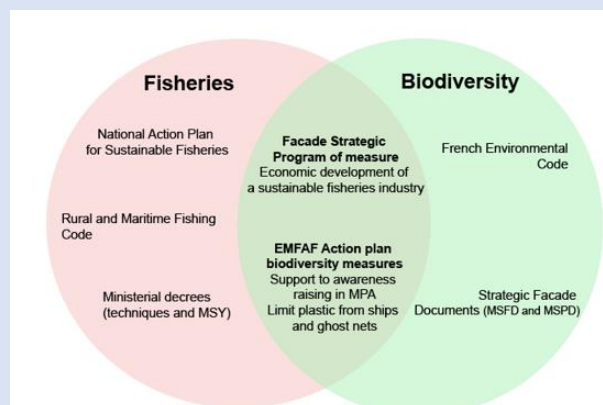 Fisheries
Biodiversity
National Action Plan
for Sustainable Fisheries
Rural and Maritime Fishing
Code
Ministerial decrees
(techniques and MSY)
Facade Strategic
Program of measure
Economic development of
a sustainable fisheries industry
EMFAF Action plan
biodiversity measures
Support to awareness
raising in MPA
Limit plastic from ships
and ghost nets
French Environmental
Code
Strategic Facade
Documents (MSFD and MSPD)